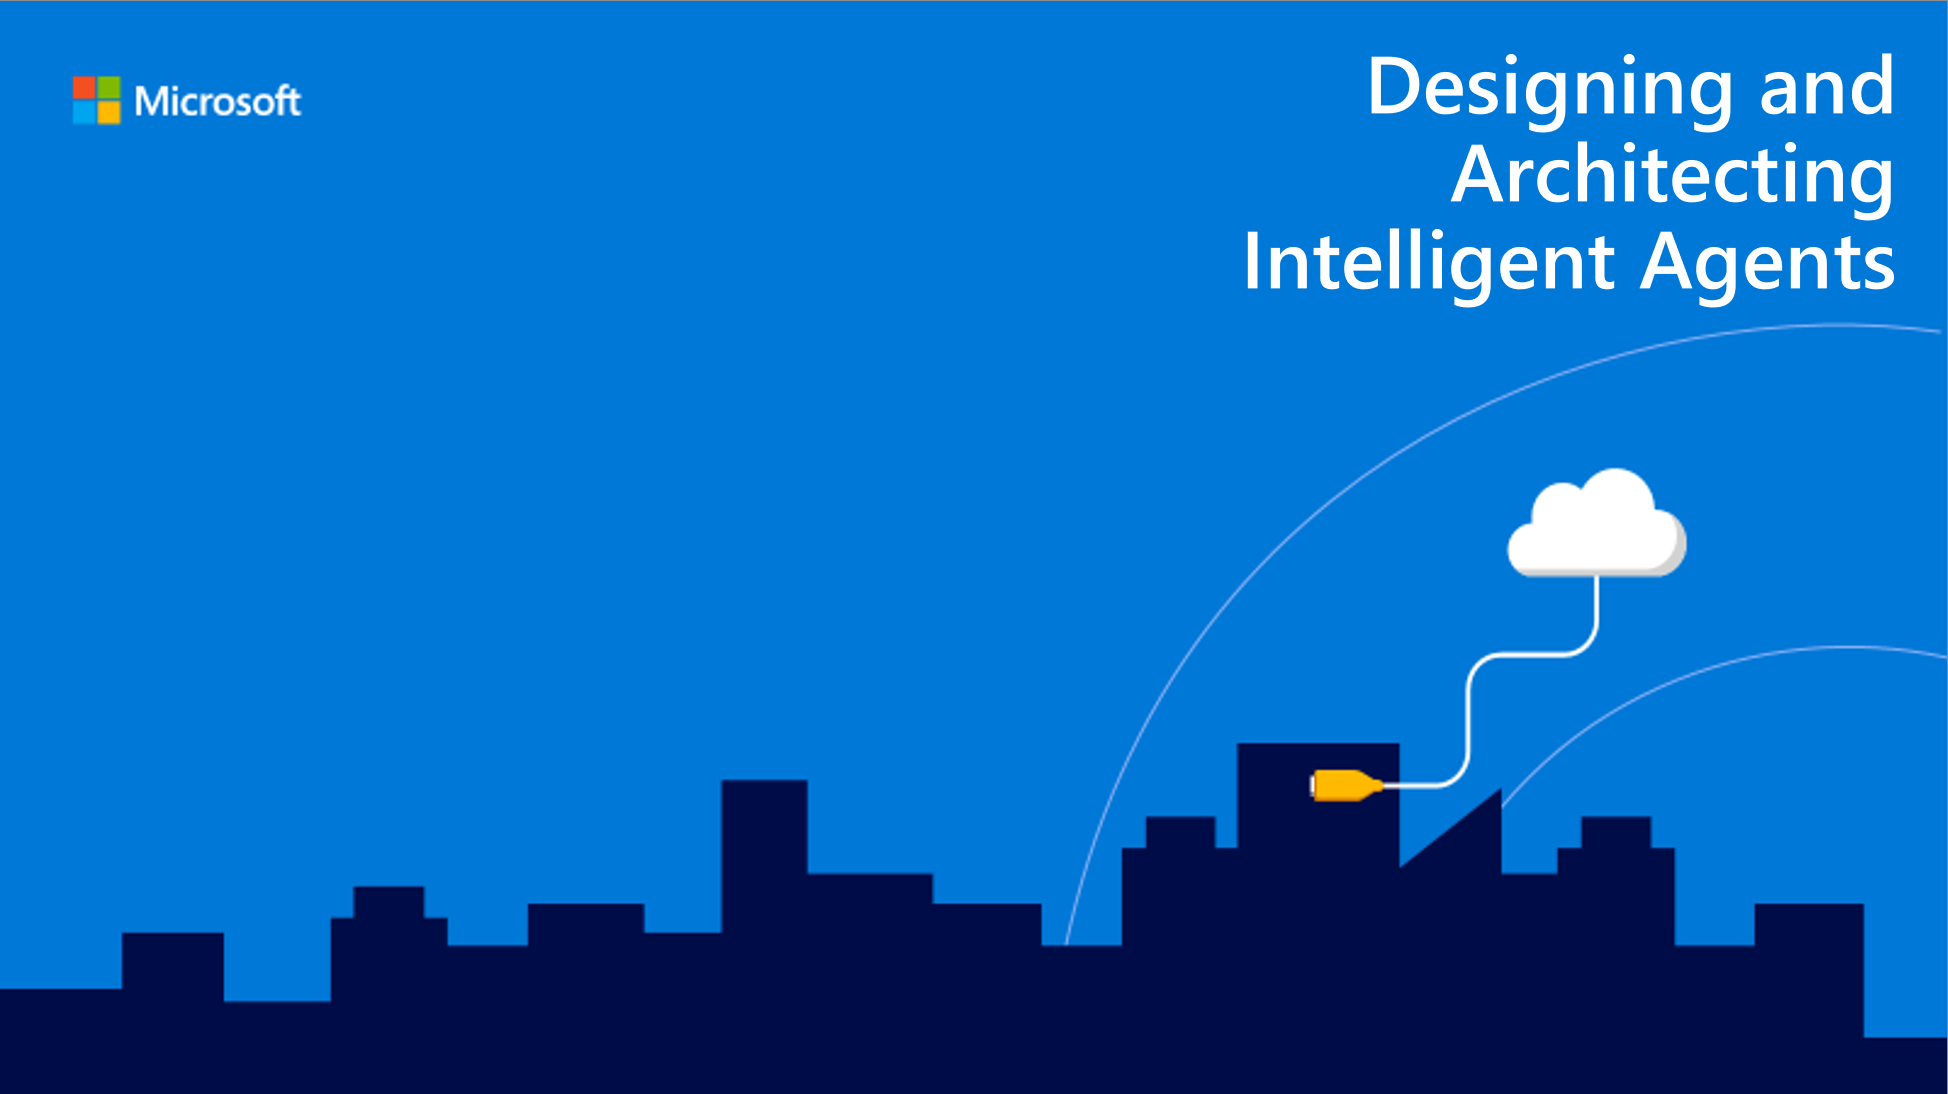 Microsoft
Designing and
Architecting
Intelligent Agents